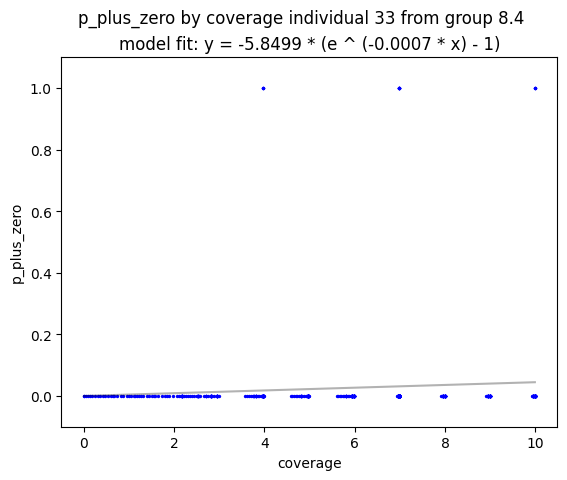 p_plus_zero by coverage individual 33 from group 8.4
model fit: y = -5.8499 * (e ^ (-0.0007 * x) - 1)
1.0
0.8
0.6
0.4
0.2
0.0
p_plus_zero
0 2 4 6 8 10
coverage